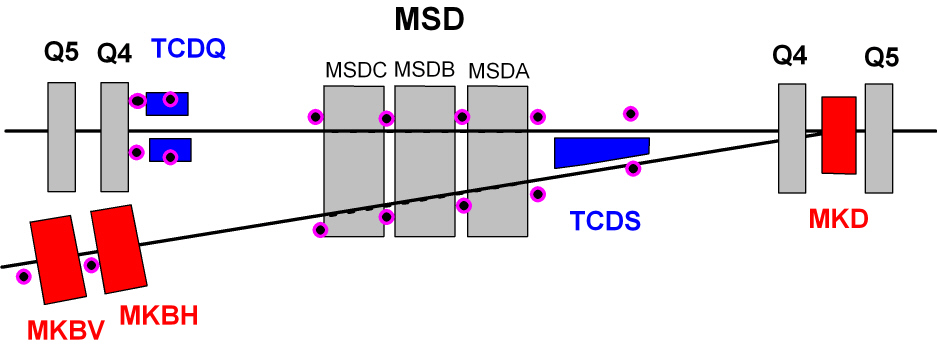 MSD
Q5 Q4 TCDQ
MSDC MSDB MSDA
Q4 Q5
TCDS
MKD
MKBV MKBH